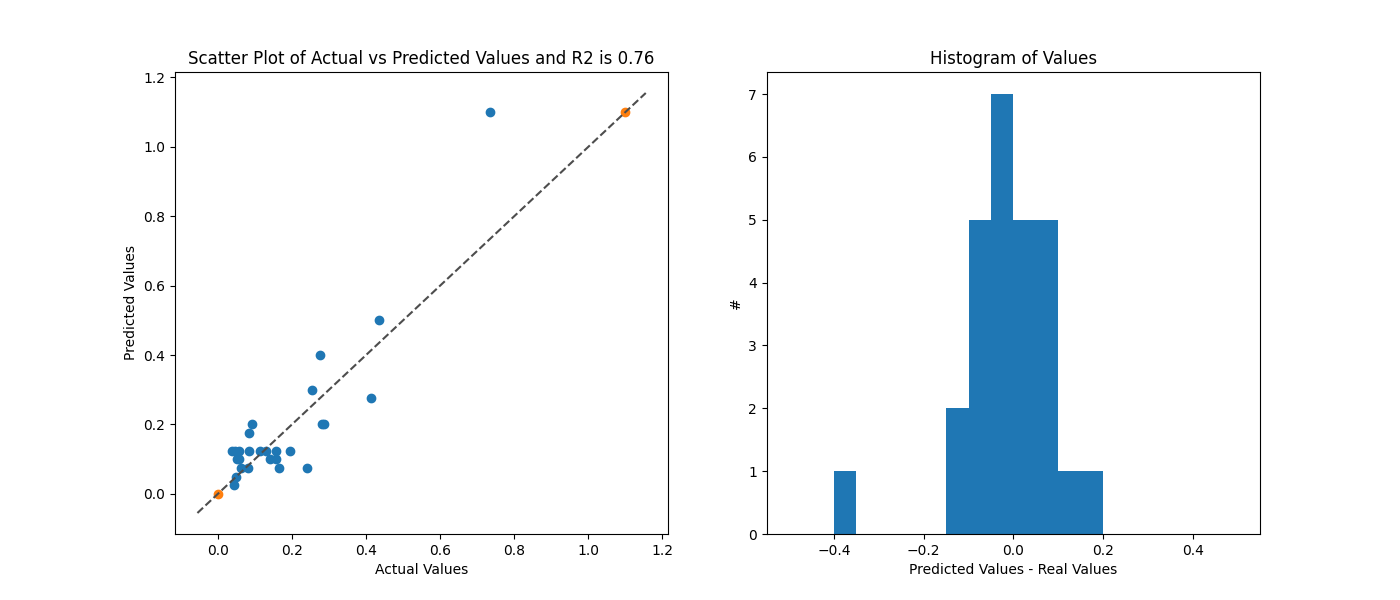 Scatter Plot of Actual vs Predicted Values and R2 is 0.76
1.2
1.0
0.8
0.6
0.4
0.2
0.0
Predicted Values
0.0 0.2 0.4 0.6 0.8 1.0 1.2
Actual Values
Histogram of Values
7
6
5
4
3
2
1
0
#
−0.4 −0.2 0.0 0.2 0.4
Predicted Values - Real Values